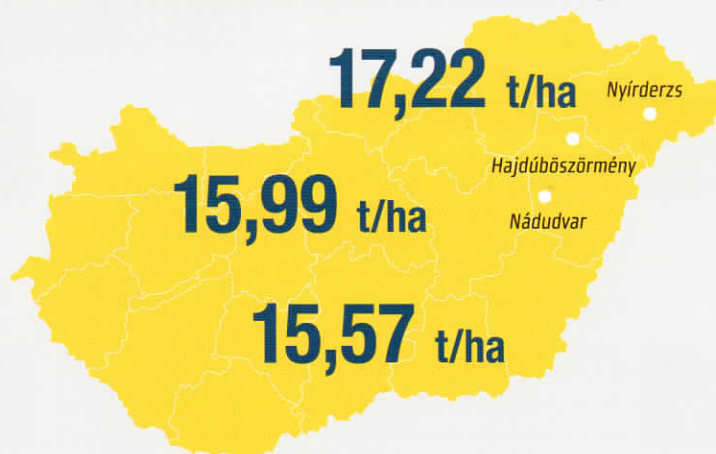 17,22 t/ha
Nyírderzs
Hajdúböszörmény
15,99 t/ha
Nádudvar
15,57 t/ha